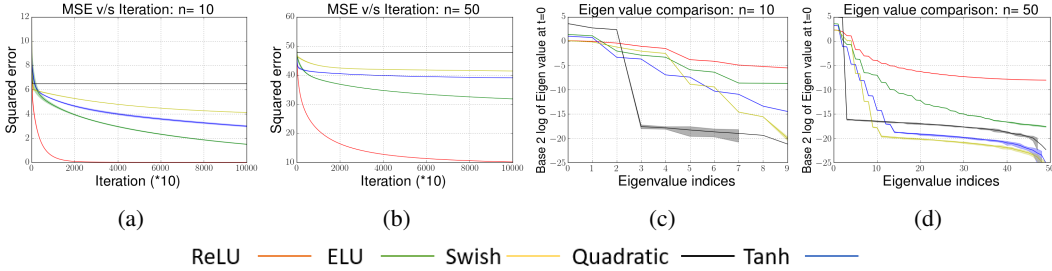 MSE v/s Iteration: n= 10
Squared error
12
10
8
6
4
2
0
0 2000 4000 6000 8000 10000
Iteration (*10)
(a)
MSE v/s Iteration: n= 50
Squared error
60
50
40
30
20
10
0 2000 4000 6000 8000 10000
Iteration (*10)
(b)
Eigen value comparison: n= 10
Base 2 log of Eigen value at t=0
5
0
−5
−10
−15
−20
−25
0 1 2 3 4 5 6 7 8 9
Eigenvalue indices
(c)
Eigen value comparison: n= 50
Base 2 log of Eigen value at t=0
5
0
−5
−10
−15
−20
−25
0 10 20 30 40 50
Eigenvalue indices
(d)
ReLU ELU Swish Quadratic Tanh